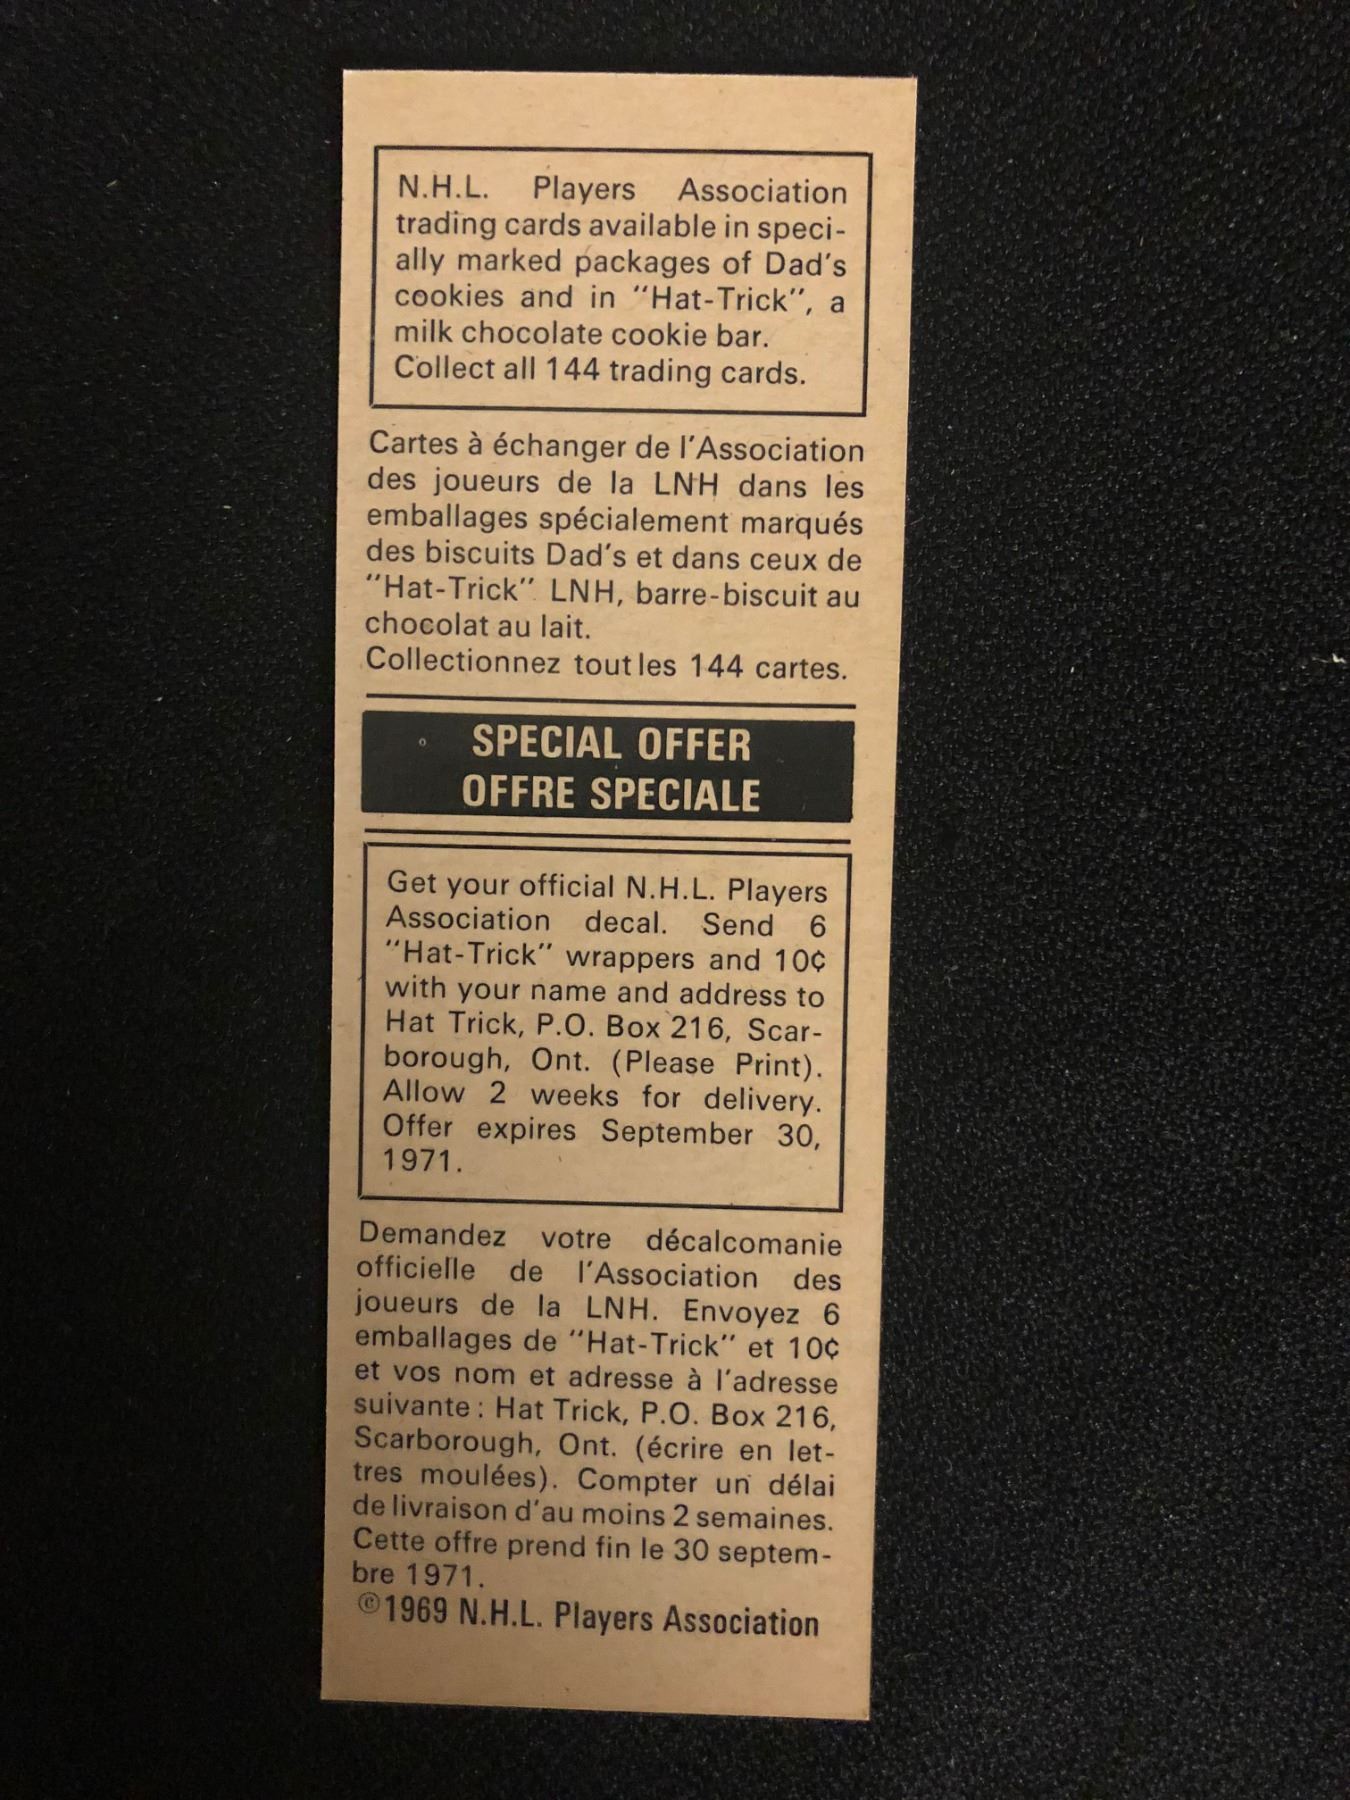 N.H.L. Players Association
trading cards available in speci-
ally marked packages of Dad's
cookies and in "Hat-Trick", a
milk chocolate cookie bar.
Collect all 144 trading cards.
Cartes à échanger de l'Association
des joueurs de la LNH dans les
emballages spécialement marqués
des biscuits Dad's et dans ceux de
"Hat-Trick" LNH, barre-biscuit au
chocolat au lait.
Collectionnez tout les 144 cartes.
SPECIAL OFFER
OFFRE SPECIALE
Get your official N.H.L. Players
Association decal. Send 6
"Hat-Trick" wrappers and 10¢
with your name and address to
Hat Trick, P.O. Box 216, Scar-
borough, Ont. (Please Print).
Allow 2 weeks for delivery.
Offer expires September 30,
1971.
Demandez votre décalcomanie
officielle de l'Association des
joueurs de la LNH. Envoyez 6
emballages de "Hat-Trick" et 10¢
et vos nom et adresse à l'adresse
suivante : Hat Trick, P.O. Box 216,
Scarborough, Ont. (écrire en let-
tres moulées). Compter un délai
de livraison d'au moins 2 semaines.
Cette offre prend fin le 30 septem-
bre 1971.
©1969 N.H.L. Players Association